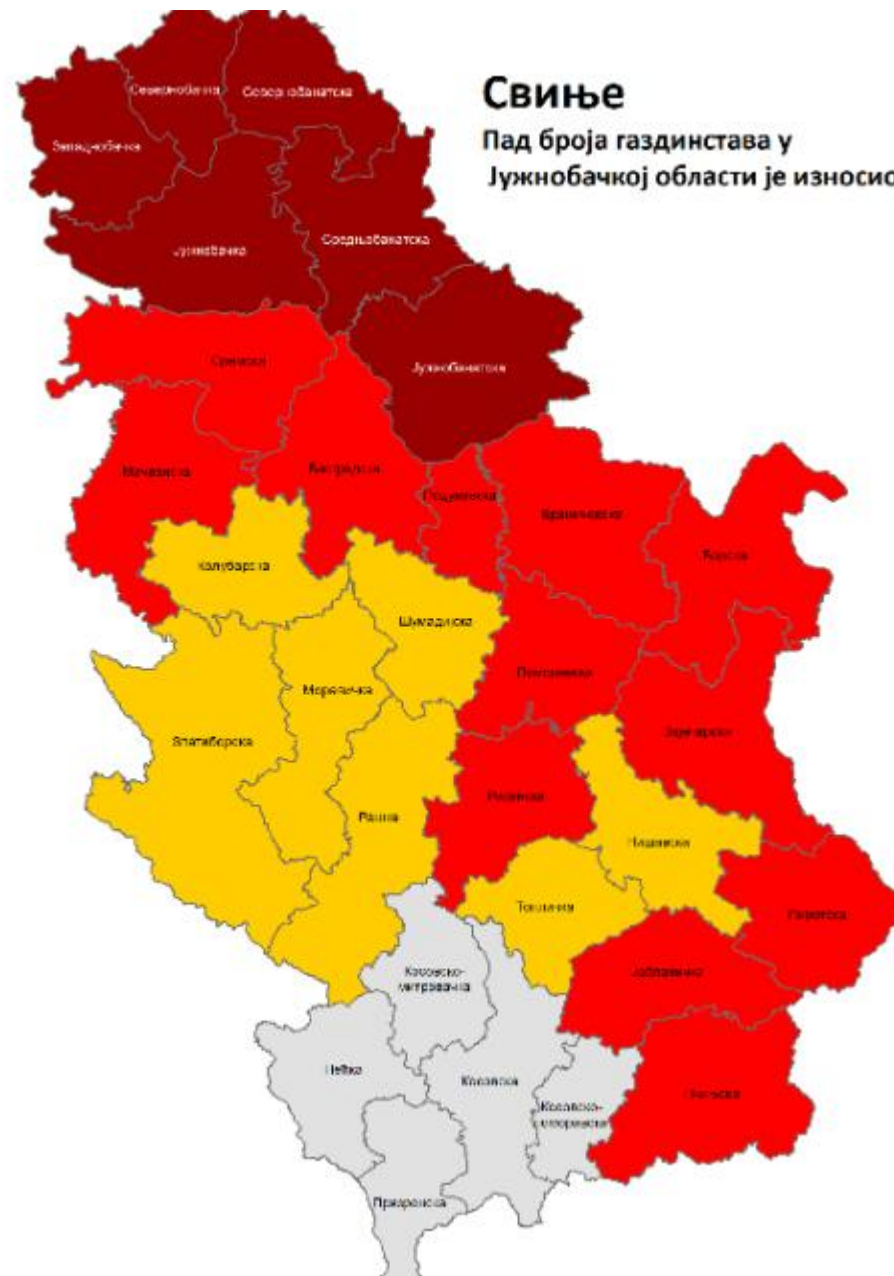 Свиње
Пад броја газдинстава у
Јужнобачкој области је износио
Севернобачка
Севернобанатска
Западнобачка
Средњебанатска
Јужнобачка
Јужнобанатска
Сремска
Мачванска
Београдска
Подунавска
Браничевска
Борска
Колубарска
Шумадијска
Моравичка
Поморавска
Златиборска
Зајечарска
Расинска
Рашка
Нишавска
Топличка
Пиротска
Јабланичка
Косовско-
митровачка
Пећка
Косовска
Косовско-
поморавска
Пчињска
Призренска